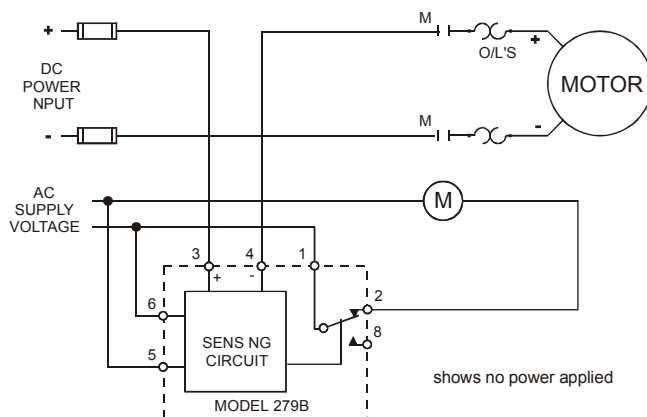 +
DC
POWER
NPUT
-
M
O/L'S
+
MOTOR
M
-
AC
SUPPLY
VOLTAGE
M
3
4
1
+
-
2
6
8
5
SENS NG
CIRCUIT
MODEL 279B
shows no power applied